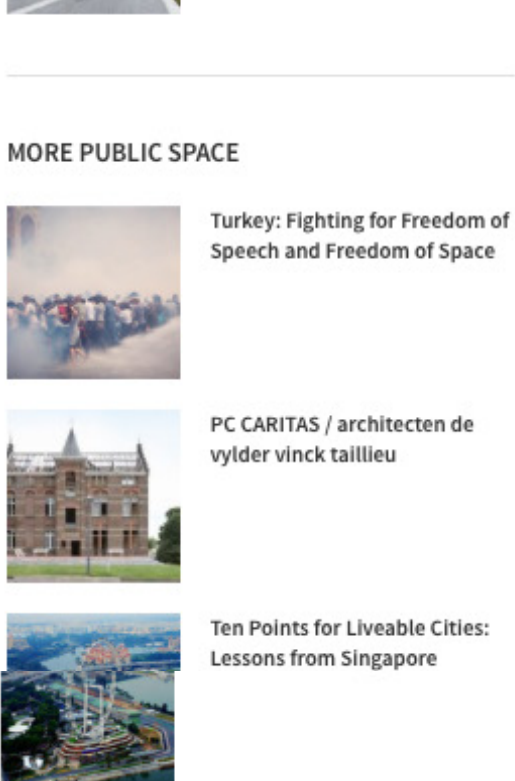 MORE PUBLIC SPACE
Turkey: Fighting for Freedom of
Speech and Freedom of Space
PC CARITAS / architecten de
vylder vinck taillieu
Ten Points for Liveable Cities:
Lessons from Singapore